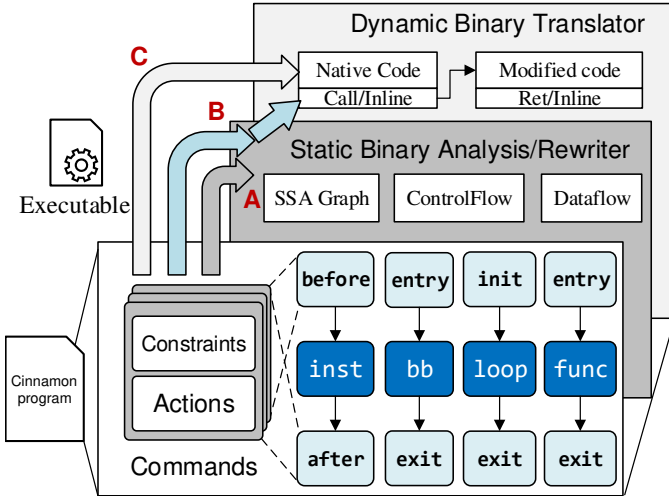 Dynamic Binary Translator
C
Native Code
Call/Inline
Modified code
Ret/Inline
B
Static Binary Analysis/Rewriter
Executable
A
SSA Graph
ControlFlow
Dataflow
before
entry
init
entry
Constraints
inst
bb
loop
func
Cinnamon
program
Actions
after
exit
exit
exit
Commands